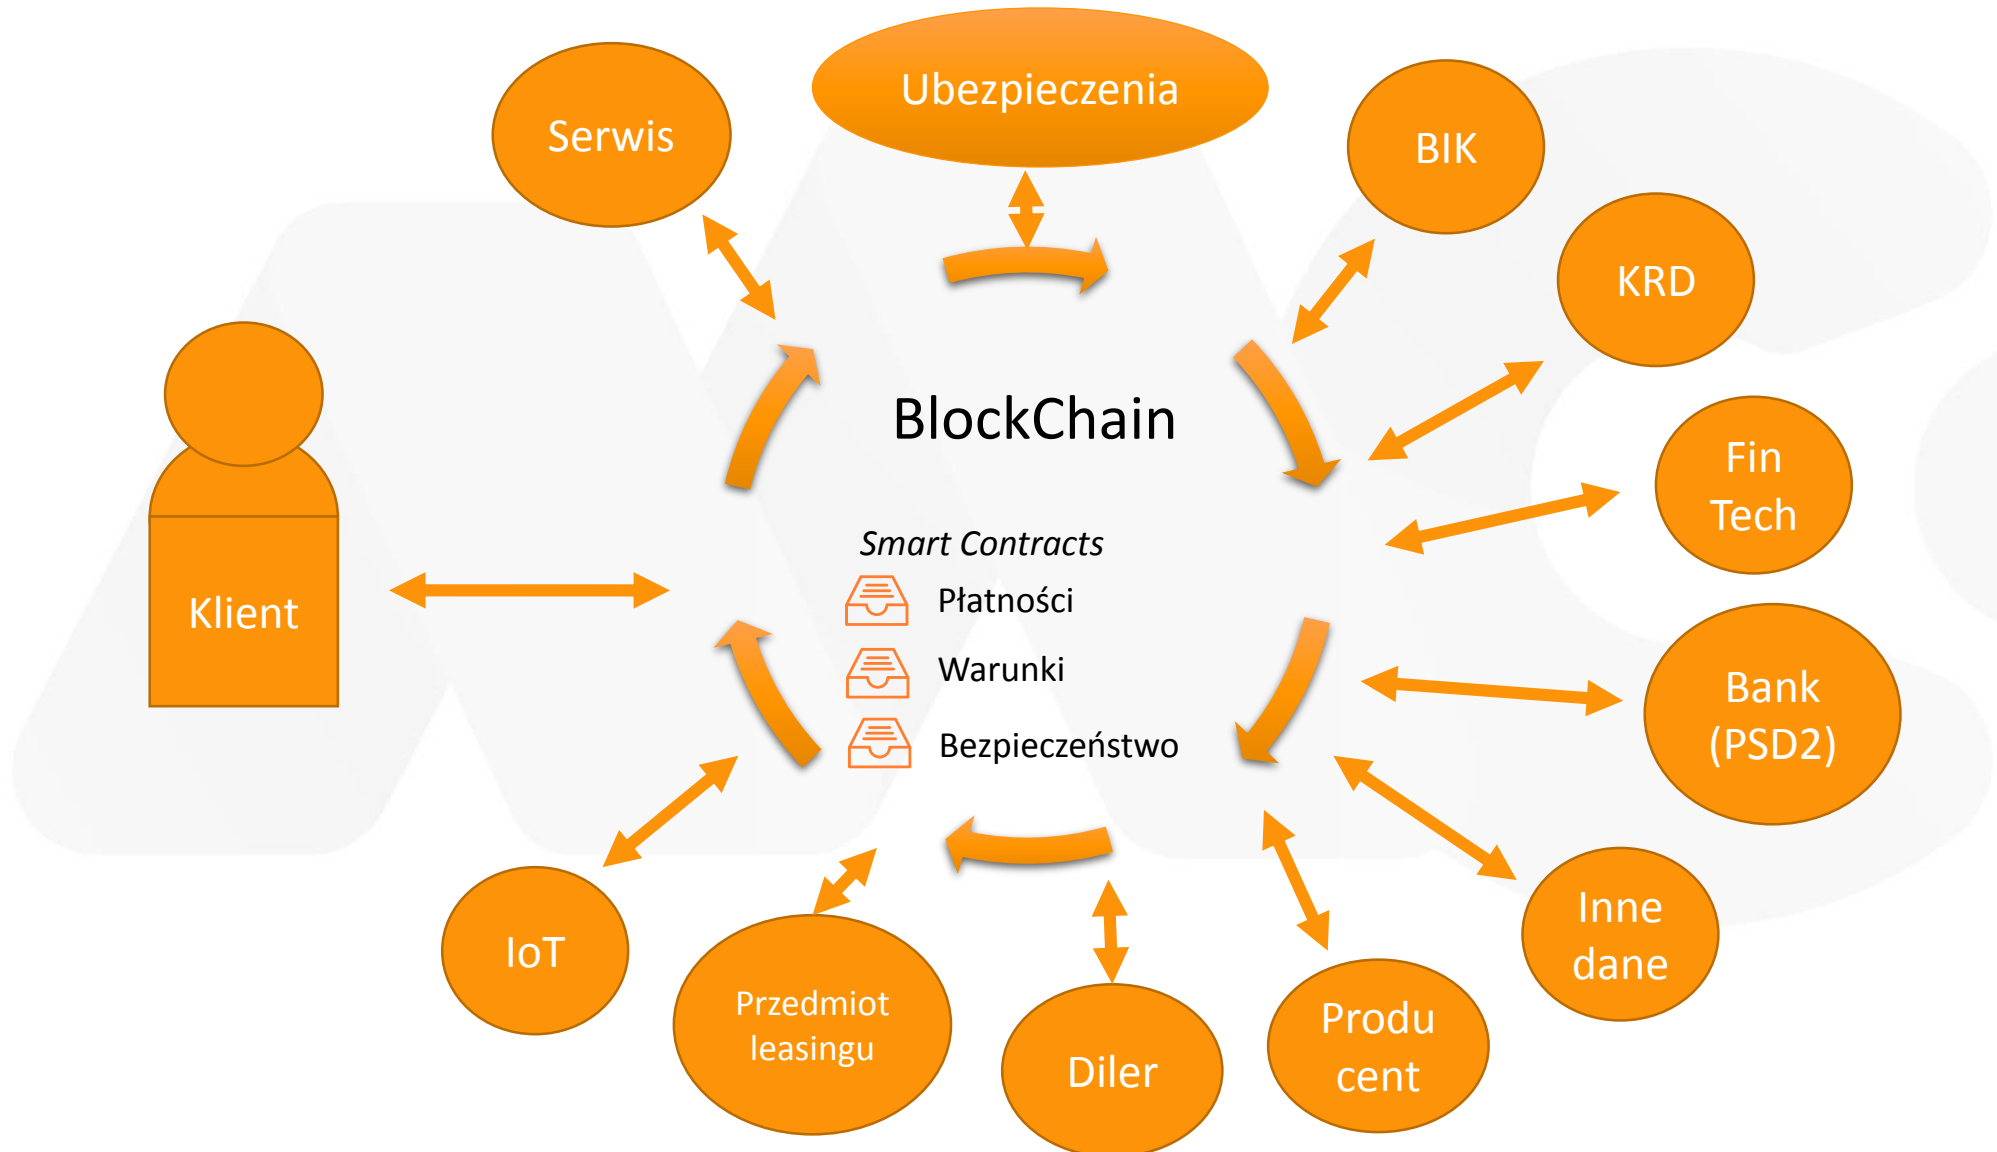 Ubezpieczenia
Serwis
BIK
KRD
BlockChain
Fin
Tech
Smart Contracts
Płatności
Klient
Warunki
Bank
(PSD2)
Bezpieczeństwo
Inne
dane
IoT
Przedmiot
leasingu
Diler
Produ
cent